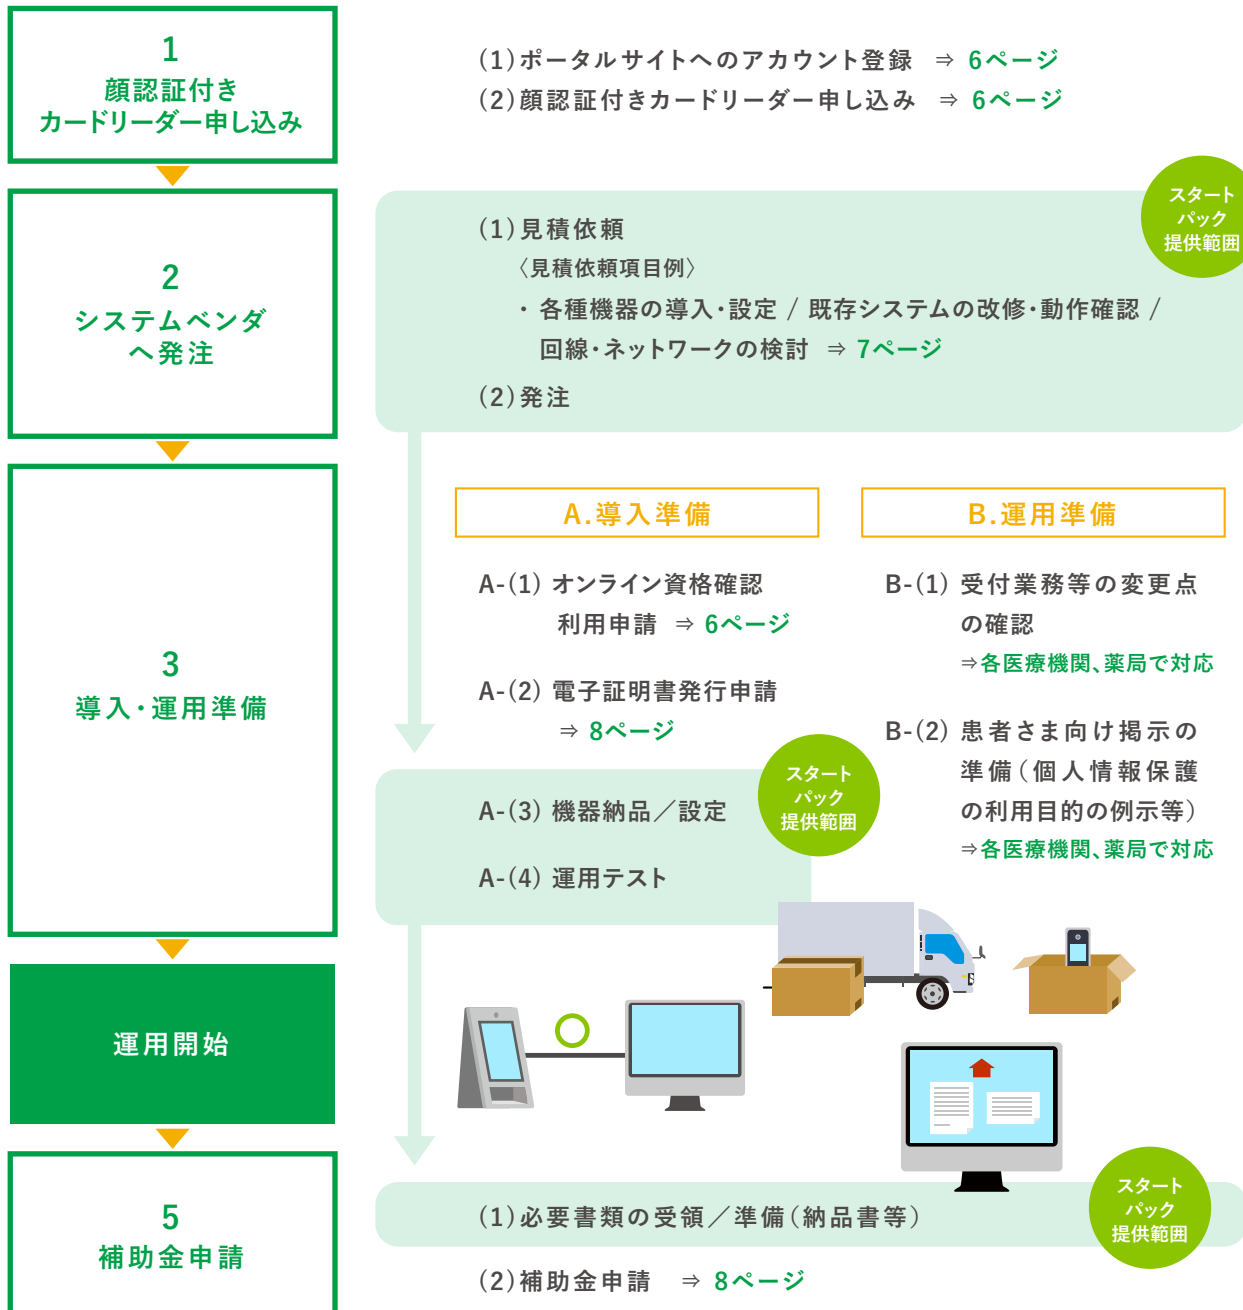 1
顔認証付き
カードリーダー申し込み
(1)ポータルサイトへのアカウント登録 ⇒ 6ページ
(2)顔認証付きカードリーダー申し込み ⇒ 6ページ
2
システムベンダ
へ発注
スタート
パック
提供範囲
(1)見積依頼
〈見積依頼項目例〉
・各種機器の導入・設定 / 既存システムの改修・動作確認 /
回線・ネットワークの検討 ⇒ 7ページ
(2)発注
3
導入・運用準備
A.導入準備
A-(1) オンライン資格確認
利用申請 ⇒ 6ページ
A-(2) 電子証明書発行申請
⇒ 8ページ
スタート
パック
提供範囲
A-(3) 機器納品／設定
A-(4) 運用テスト
B.運用準備
B-(1) 受付業務等の変更点
の確認
⇒各医療機関、薬局で対応
B-(2) 患者さま向け掲示の
準備(個人情報保護
の利用目的の例示等)
⇒各医療機関、薬局で対応
運用開始
5
補助金申請
スタート
パック
提供範囲
(1)必要書類の受領／準備(納品書等)
(2)補助金申請 ⇒ 8ページ